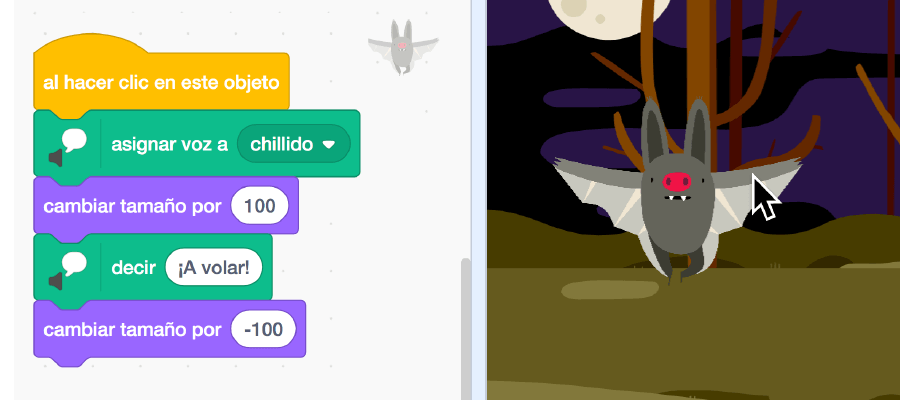 al hacer clic en este objeto
asignar voz a chillido
cambiar tamaño por 100
decir ¡A volar!
cambiar tamaño por -100